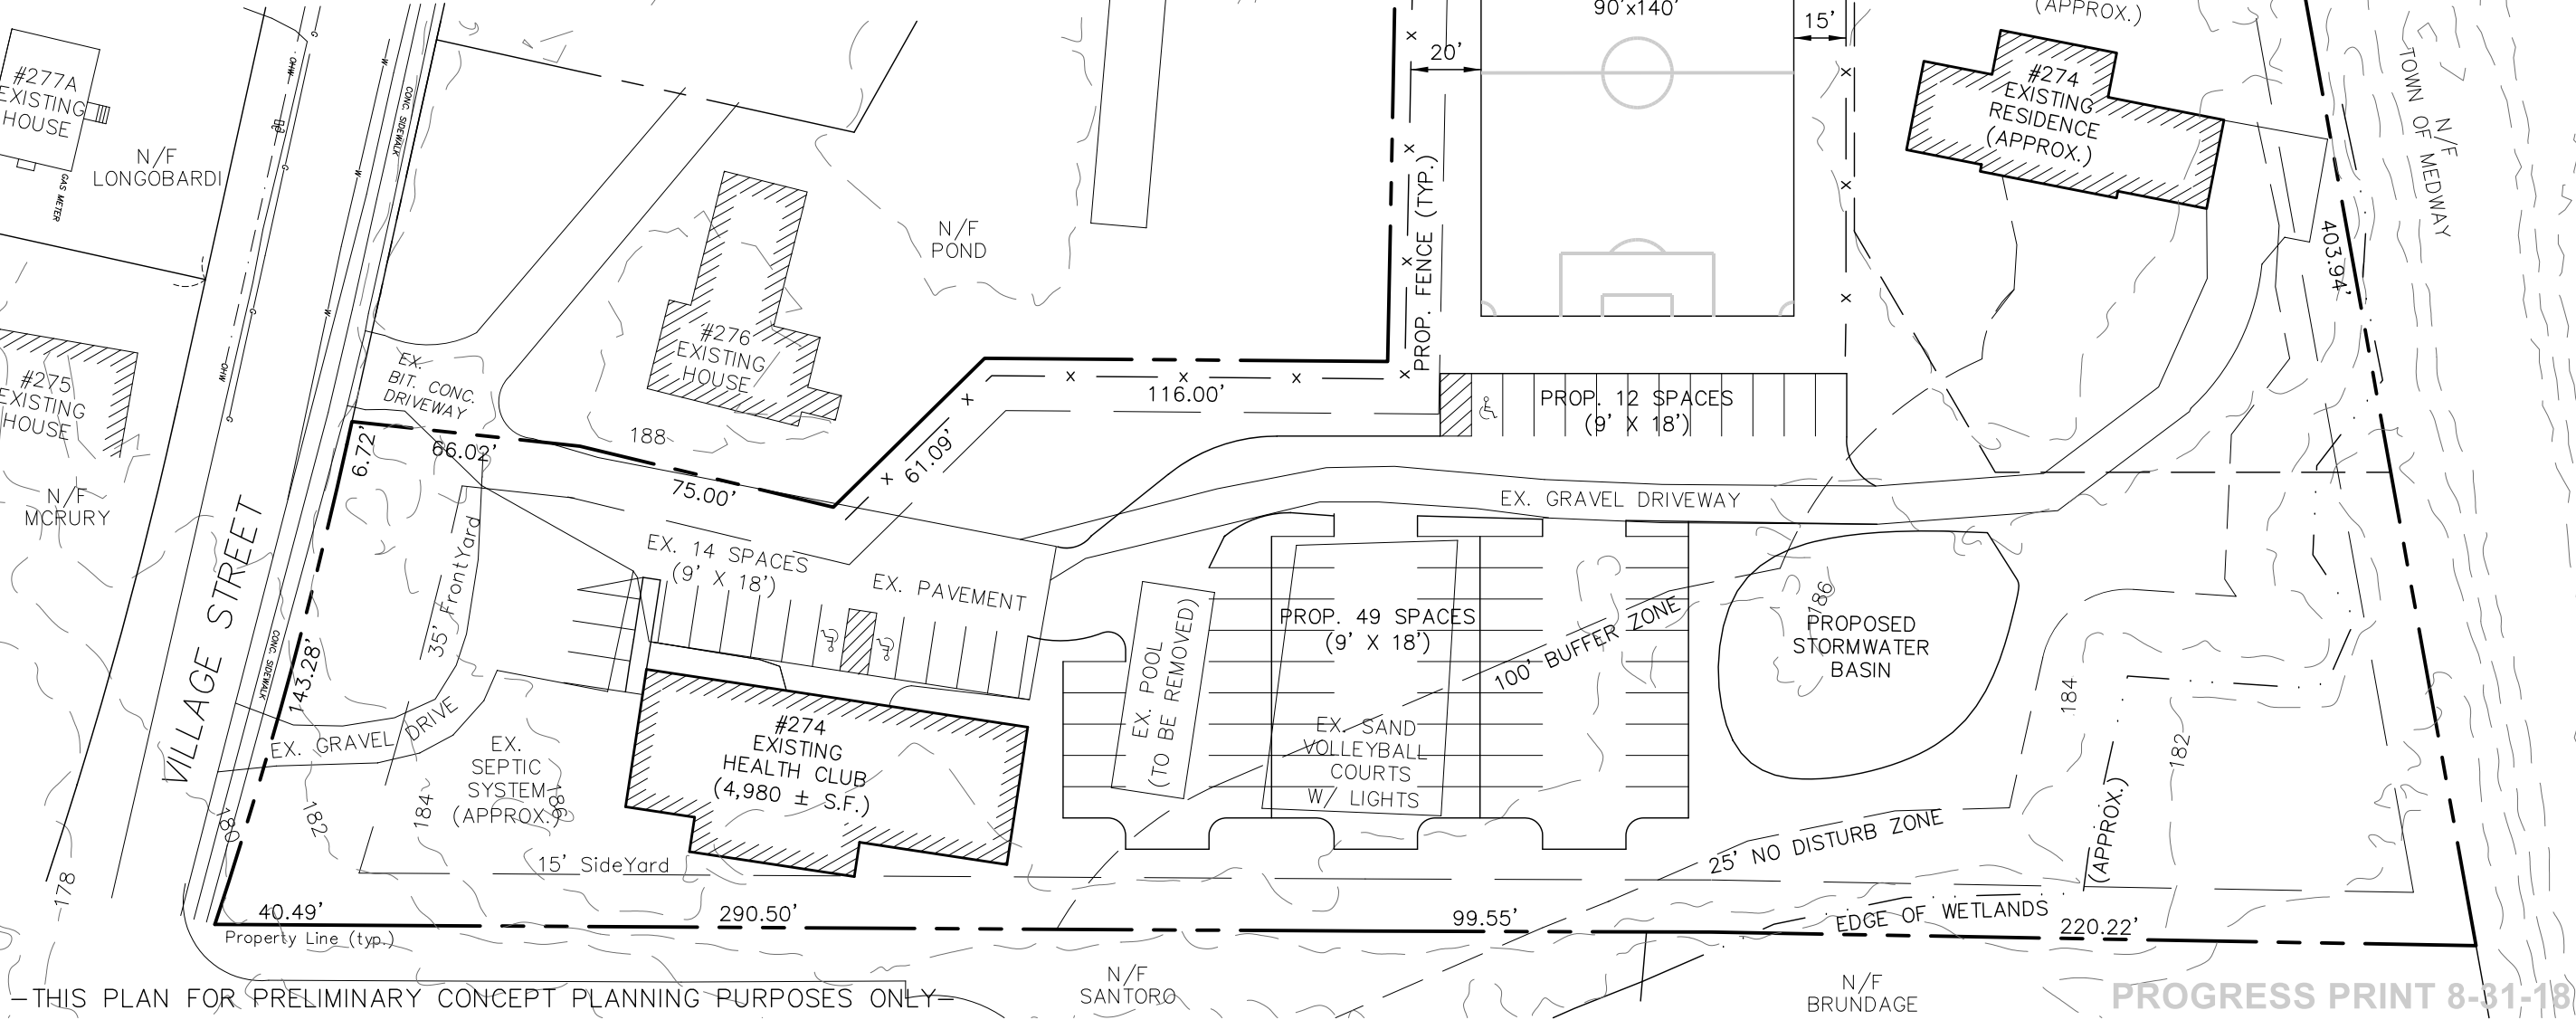 90'x140'
(APPROX.)
15'
20'
#277A
EXISTING
HOUSE
OHW
G
W
CONC. SIDEWALK
N/F
LONGOBARDI
GAS METER
#274
EXISTING
RESIDENCE
(APPROX.)
TOWN OF MEDWAY
N/F
N/F
POND
PROP. FENCE (TYP.)
403.94'
#276
EXISTING
HOUSE
#275
EXISTING
HOUSE
EX.
BIT. CONC.
DRIVEWAY
OHW
G
116.00'
PROP. 12 SPACES
(9' X 18')
188
6.72'
66.02'
61.09'
75.00'
N/F
MCRURY
EX. GRAVEL DRIVEWAY
VILLAGE STREET
35' FrontYard
EX. 14 SPACES
(9' X 18')
EX. PAVEMENT
186
PROP. 49 SPACES
(9' X 18')
100' BUFFER ZONE
PROPOSED
STORMWATER
BASIN
CONC. SIDEWALK
143.28'
EX. POOL
(TO BE REMOVED)
EX. GRAVEL DRIVE
184
182
EX.
SEPTIC
SYSTEM
(APPROX.)
186
#274
EXISTING
HEALTH CLUB
(4,980 ± S.F.)
EX. SAND
VOLLEYBALL
COURTS
W/ LIGHTS
180
182
184
25' NO DISTURB ZONE
(APPROX.)
15' SideYard
178
40.49'
290.50'
99.55'
EDGE OF WETLANDS
220.22'
Property Line (typ.)
N/F
SANTORO
N/F
BRUNDAGE
-THIS PLAN FOR PRELIMINARY CONCEPT PLANNING PURPOSES ONLY-
PROGRESS PRINT 8-31-18